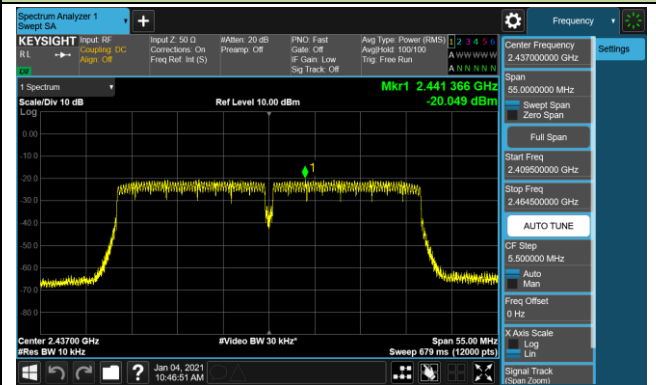 Spectrum Analyzer 1
Swept SA
+
Frequency
KEYSIGHT
RL
Input: RF
Coupling: DC
Align: Off
Input Z: 50 Ω
Corrections: On
Freq Ref: Int (S)
#Atten: 20 dB
Preamp: Off
PNO: Fast
Gate: Off
IF Gain: Low
Sig Track: Off
Avg Type: Power (RMS)
Avg|Hold: 100/100
Trig: Free Run
1 2 3 4 5 6
A W W W W W
A N N N N N
1 Spectrum
Scale/Div 10 dB
Log
Ref Level 10.00 dBm
Mkr1 2.441 366 GHz
-20.049 dBm
0.00
-10.0
-20.0
-30.0
-40.0
-50.0
-60.0
-70.0
-80.0
1
Center 2.43700 GHz
#Res BW 10 kHz
#Video BW 30 kHz*
Span 55.00 MHz
Sweep 679 ms (12000 pts)
Jan 04, 2021
10:46:51 AM
?
Center Frequency
2.437000000 GHz
Span
55.0000000 MHz
Swept Span
Zero Span
Full Span
Start Freq
2.409500000 GHz
Stop Freq
2.464500000 GHz
AUTO TUNE
CF Step
5.500000 MHz
Auto
Man
Freq Offset
0 Hz
X Axis Scale
Log
Lin
Signal Track
(Span Zoom)
Settings